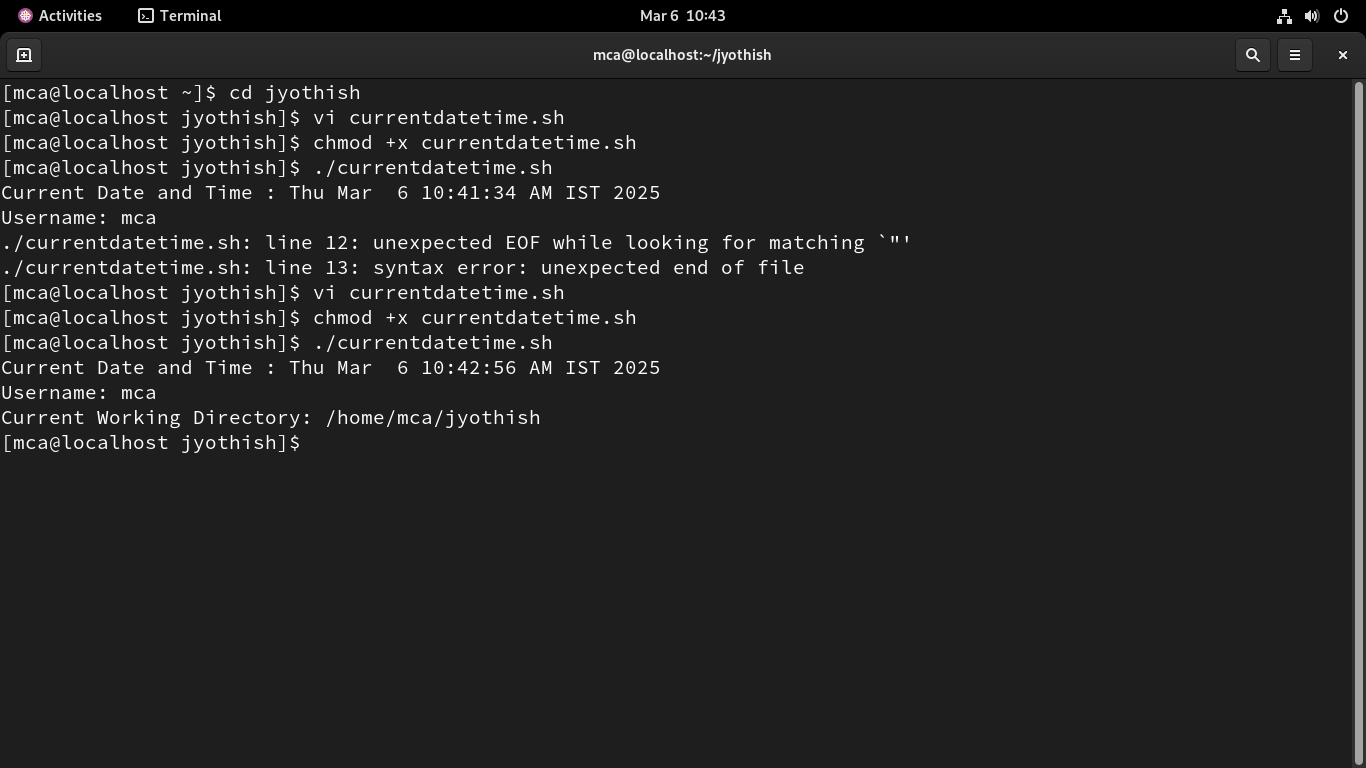 Activities Terminal Mar 6 10:43
mca@localhost:~/jyothish
[mca@localhost ~]$ cd jyothish
[mca@localhost jyothish]$ vi currentdatetime.sh
[mca@localhost jyothish]$ chmod +x currentdatetime.sh
[mca@localhost jyothish]$ ./currentdatetime.sh
Current Date and Time : Thu Mar  6 10:41:34 AM IST 2025
Username: mca
./currentdatetime.sh: line 12: unexpected EOF while looking for matching `"'
./currentdatetime.sh: line 13: syntax error: unexpected end of file
[mca@localhost jyothish]$ vi currentdatetime.sh
[mca@localhost jyothish]$ chmod +x currentdatetime.sh
[mca@localhost jyothish]$ ./currentdatetime.sh
Current Date and Time : Thu Mar  6 10:42:56 AM IST 2025
Username: mca
Current Working Directory: /home/mca/jyothish
[mca@localhost jyothish]$